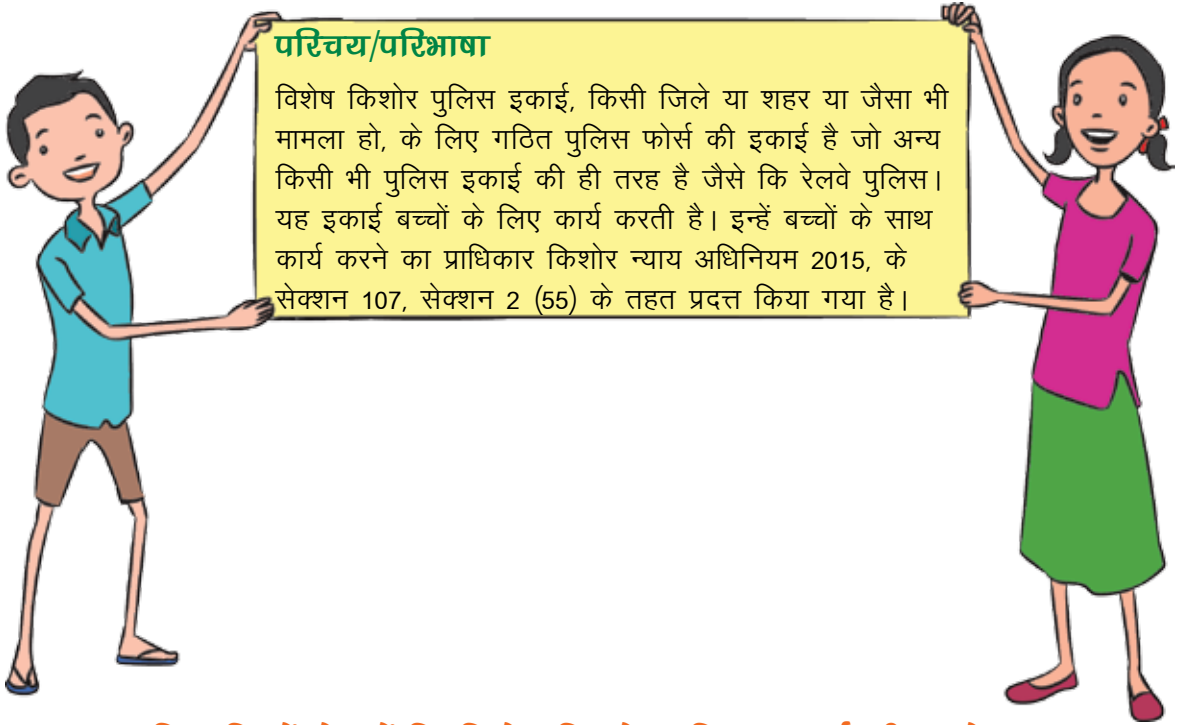 परिचय/परिभाषा
विशेष किशोर पुलिस इकाई, किसी जिले या शहर या जैसा भी
मामला हो, के लिए गठित पुलिस फोर्स की इकाई है जो अन्य
किसी भी पुलिस इकाई की ही तरह है जैसे कि रेलवे पुलिस।
यह इकाई बच्चों के लिए कार्य करती है। इन्हें बच्चों के साथ
कार्य करने का प्राधिकार किशोर न्याय अधिनियम 2015, के
सेक्शन 107, सेक्शन 2 (55) के तहत प्रदत्त किया गया है।